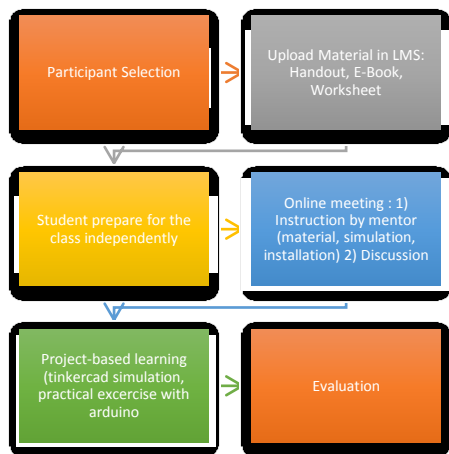 Participant Selection
Upload Material in LMS:
Handout, E-Book,
Worksheet
Student prepare for the
class independently
Online meeting : 1)
Instruction by mentor
(material, simulation,
installation) 2) Discussion
Project-based learning
(tinkercad simulation,
practical excercise with
arduino
Evaluation